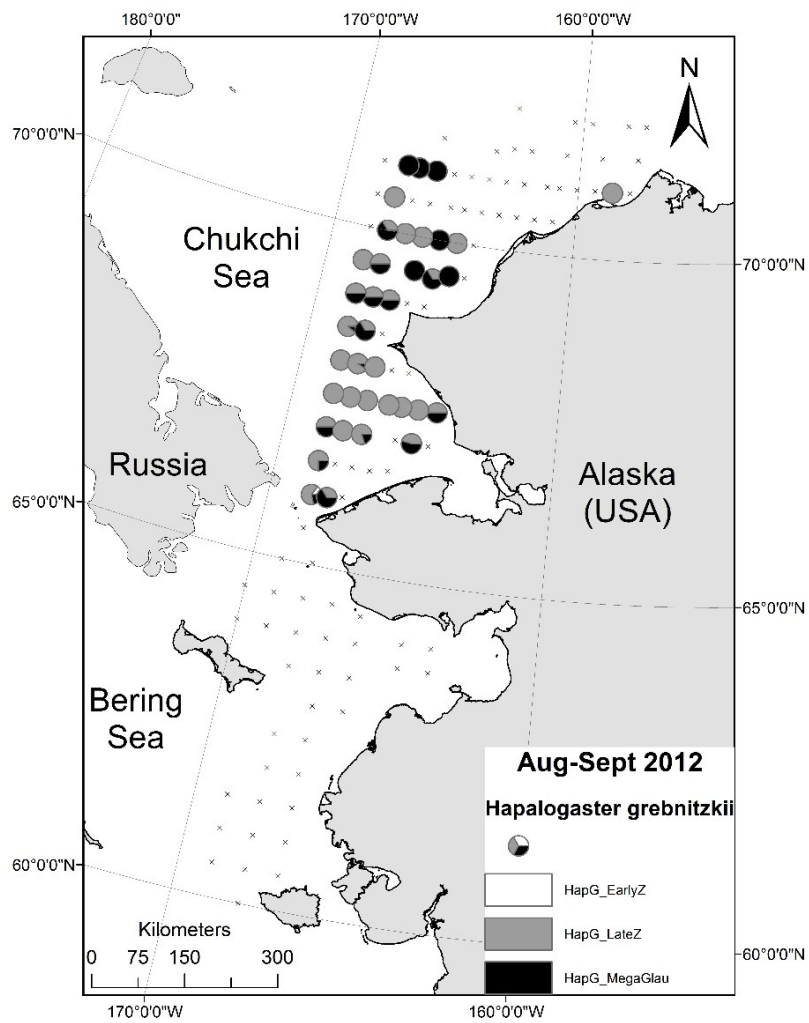 180°0'0" 170°0'0"W 160°0'0"W
N
70°0'0"N
Chukchi
Sea
70°0'0"N
Russia
Alaska
(USA)
65°0'0"N
65°0'0"N
Bering
Sea
Aug-Sept 2012
Hapalogaster grebnitzkii
60°0'0"N
HapG_EarlyZ
Kilometers
HapG_LateZ
60°0'0"N
0 75 150 300
HapG_MegaGlau
170°0'0"W 160°0'0"W